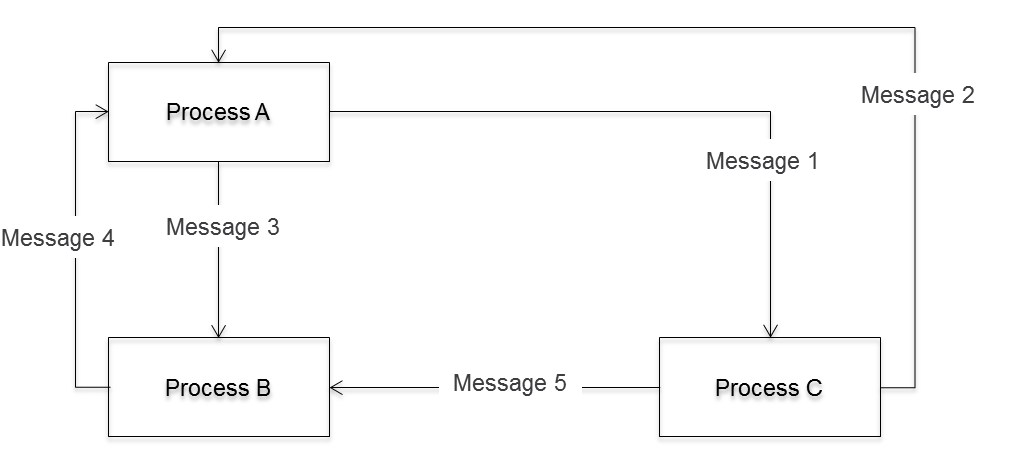 Message 2
Process A
Message 1
Message 3
Message 4
Process B
Message 5
Process C